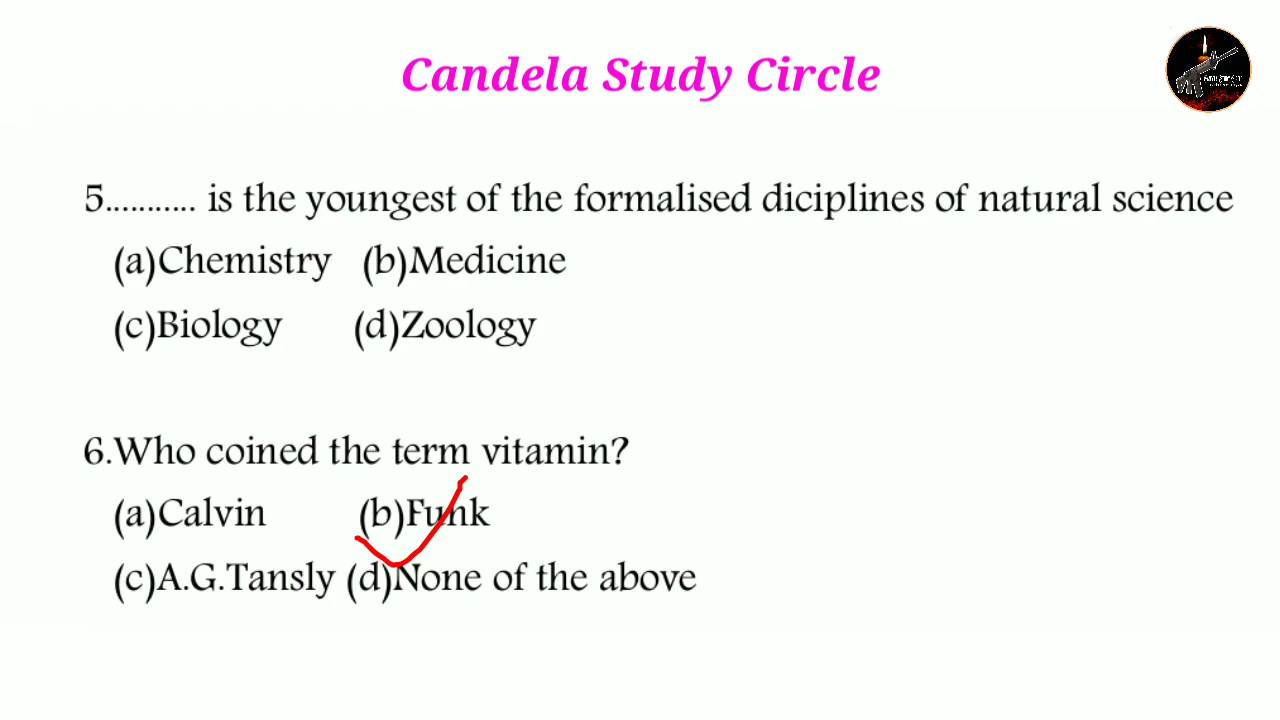 Candela Study Circle
5........... is the youngest of the formalised diciplines of natural science
(a)Chemistry (b)Medicine
(c)Biology (d)Zoology
6.Who coined the term vitamin?
(a)Calvin (b)Funk
(c)A.G.Tansly (d)None of the above